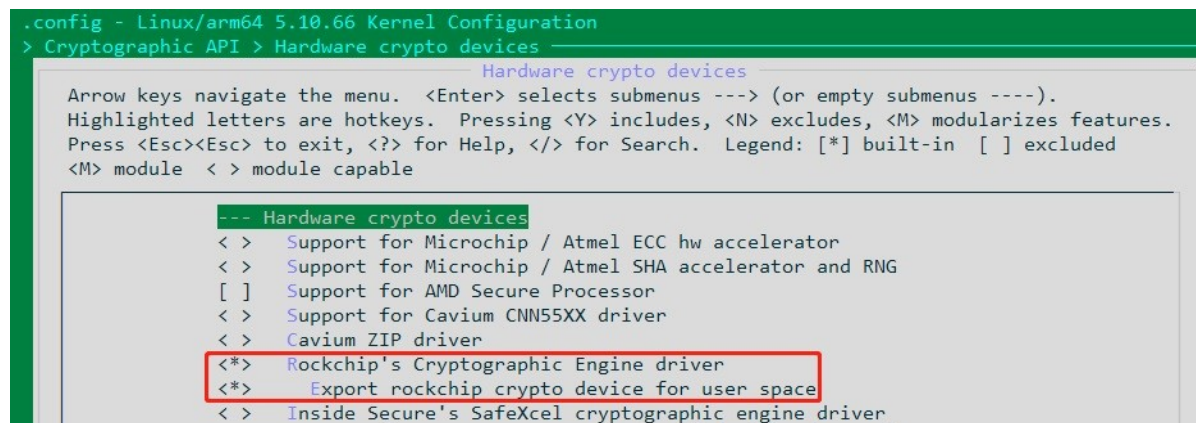 .config - Linux/arm64 5.10.66 Kernel Configuration
> Cryptographic API > Hardware crypto devices
Hardware crypto devices
Arrow keys navigate the menu.  <Enter> selects submenus ---> (or empty submenus ----).
Highlighted letters are hotkeys.  Pressing <Y> includes, <N> excludes, <M> modularizes features.
Press <Esc><Esc> to exit, <?> for Help, </> for Search.  Legend: [*] built-in  [ ] excluded
<M> module  < > module capable
--- Hardware crypto devices
< >   Support for Microchip / Atmel ECC hw accelerator
< >   Support for Microchip / Atmel SHA accelerator and RNG
[ ]   Support for AMD Secure Processor
< >   Support for Cavium CNN55XX driver
< >   Cavium ZIP driver
<*>   Rockchip's Cryptographic Engine driver
<*>     Export rockchip crypto device for user space
< >   Inside Secure's SafeXcel cryptographic engine driver